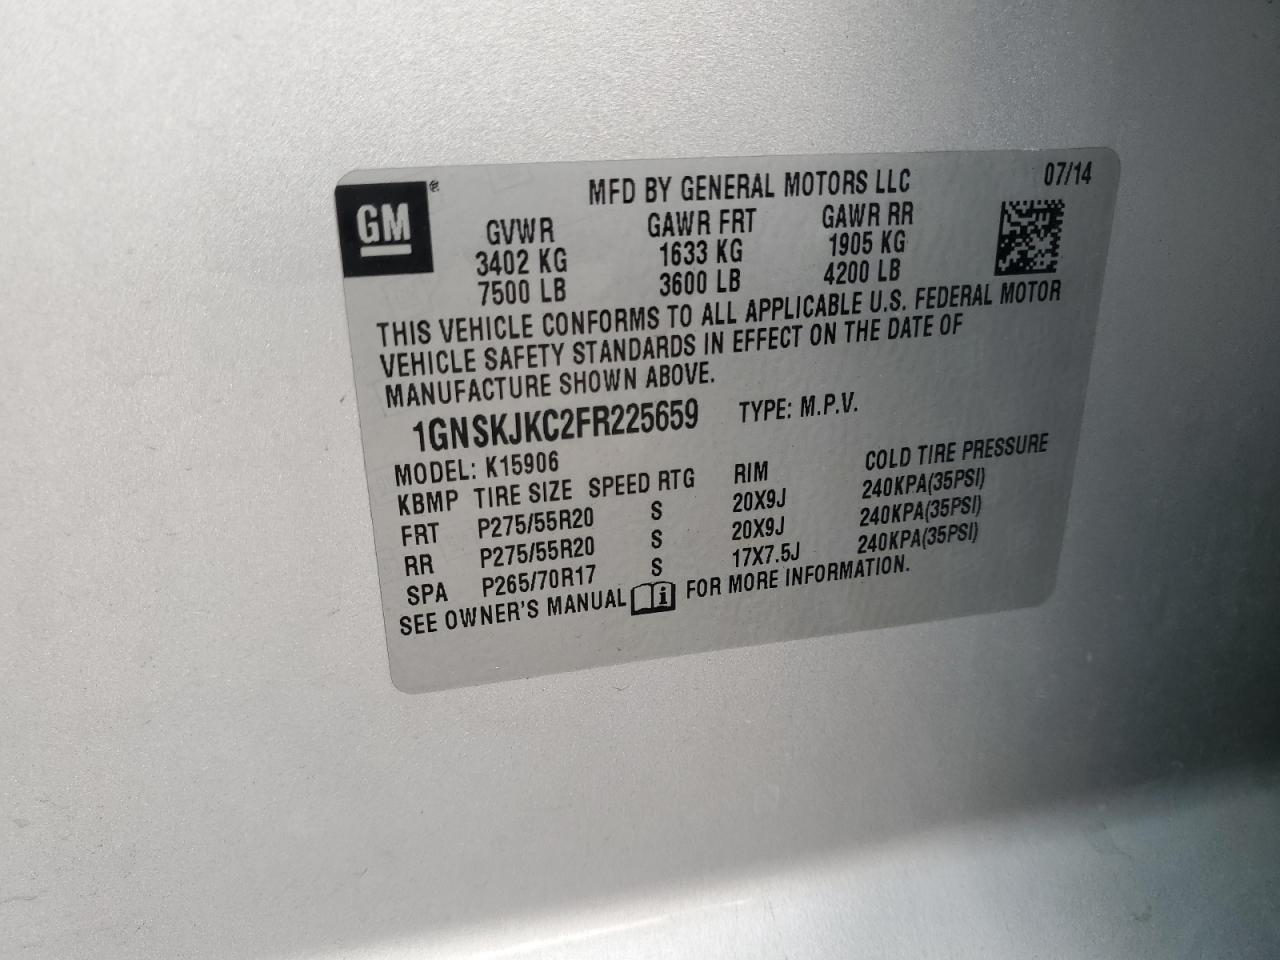 GM®
MFD BY GENERAL MOTORS LLC 07/14
GVWR GAWR FRT GAWR RR
3402 KG 1633 KG 1905 KG
7500 LB 3600 LB 4200 LB
THIS VEHICLE CONFORMS TO ALL APPLICABLE U.S. FEDERAL MOTOR
VEHICLE SAFETY STANDARDS IN EFFECT ON THE DATE OF
MANUFACTURE SHOWN ABOVE.
1GNSKJKC2FR225659 TYPE: M.P.V.
MODEL: K15906
KBMP TIRE SIZE SPEED RTG RIM COLD TIRE PRESSURE
FRT P275/55R20 S 20X9J 240KPA(35PSI)
RR P275/55R20 S 20X9J 240KPA(35PSI)
SPA P265/70R17 S 17X7.5J 240KPA(35PSI)
SEE OWNER'S MANUAL i FOR MORE INFORMATION.